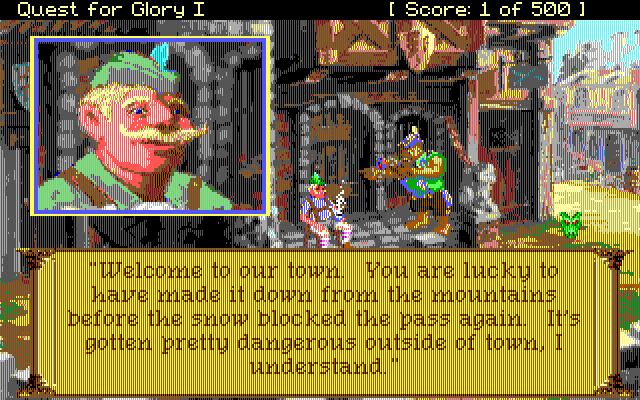 Quest for Glory I [ Score: 1 of 500 ]
"Welcome to our town. You are lucky to
have made it down from the mountains
before the snow blocked the pass again. It's
gotten pretty dangerous outside of town, I
understand."